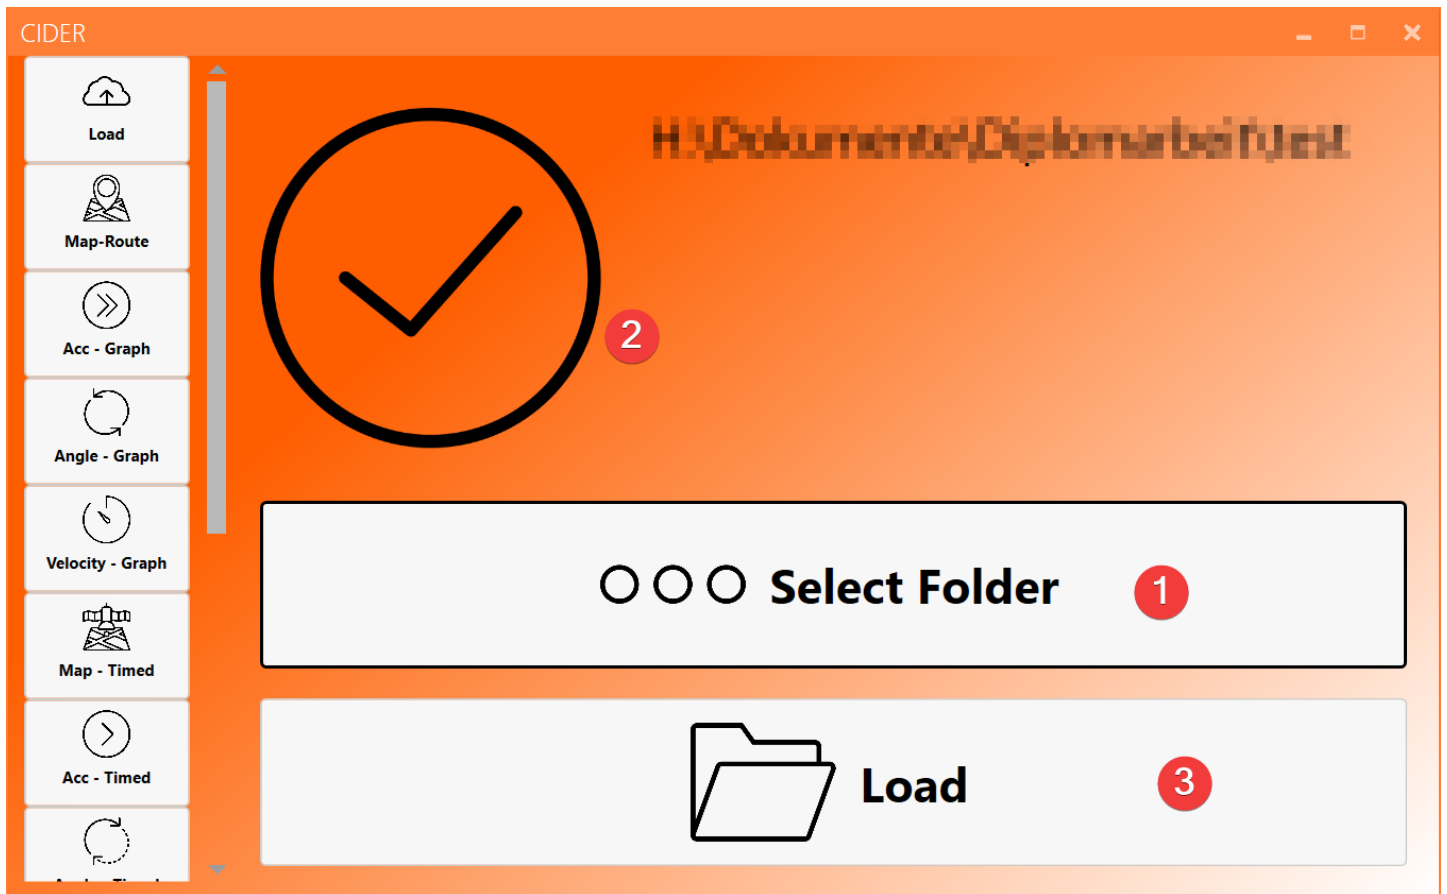 CIDER
Load
Map-Route
Acc - Graph
Angle - Graph
Velocity - Graph
Map - Timed
Acc - Timed
2
Select Folder
1
Load
3